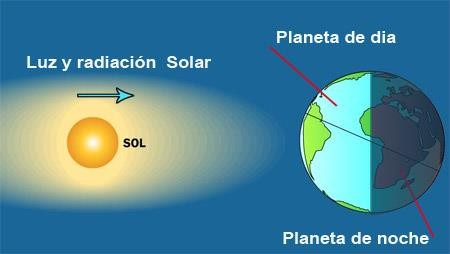 Planeta de dia
Luz y radiación Solar
SOL
Planeta de noche